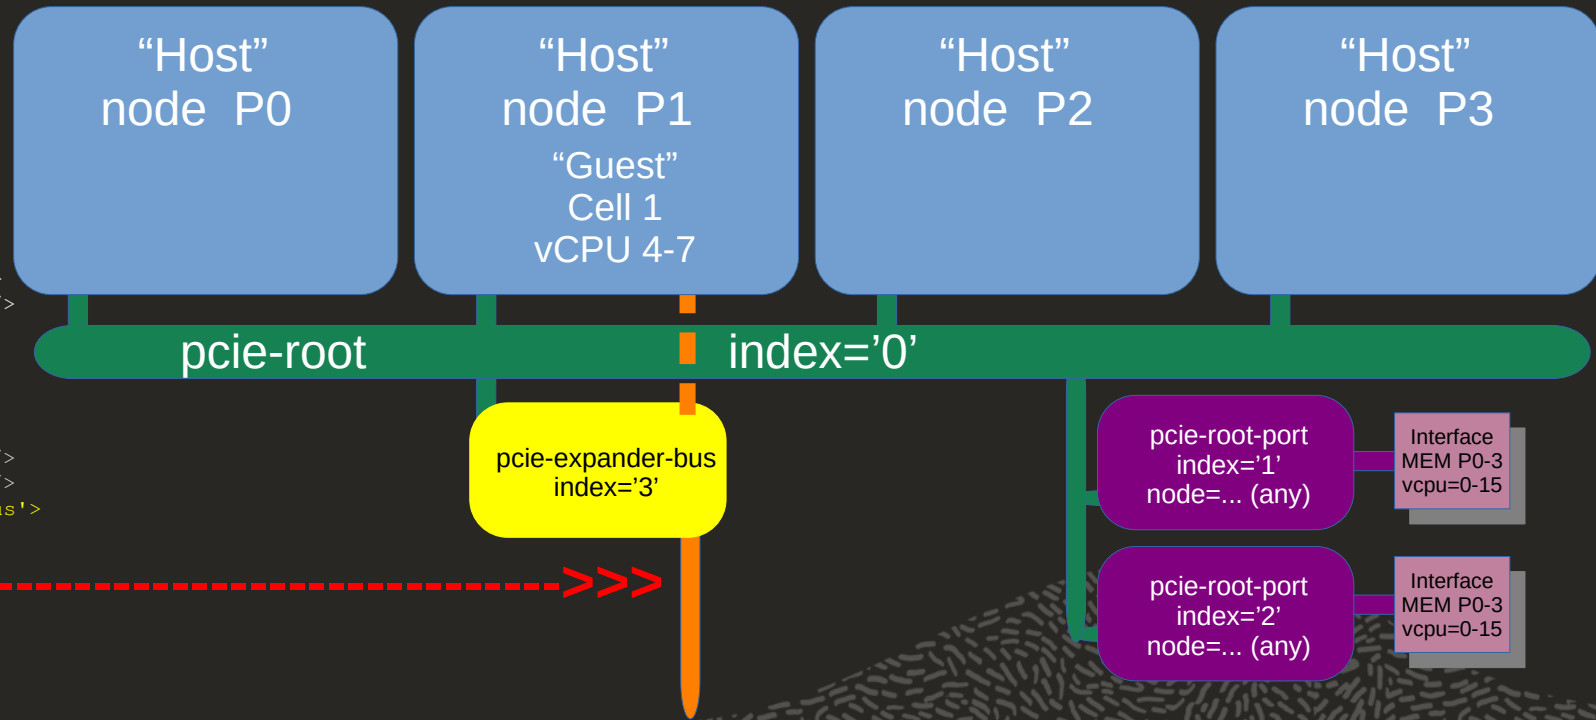 “Host”
node P0
“Host”
node P1
“Guest”
Cell 1
vCPU 4-7
“Host”
node P2
“Host”
node P3
/>
pcie-root
index=’0’
pcie-expander-bus
index=’3’
pcie-root-port
index=’1’
node=... (any)
Interface
MEM P0-3
vcpu=0-15
/>
/>
us'>
------------------------------>>>
pcie-root-port
index=’2’
node=... (any)
Interface
MEM P0-3
vcpu=0-15